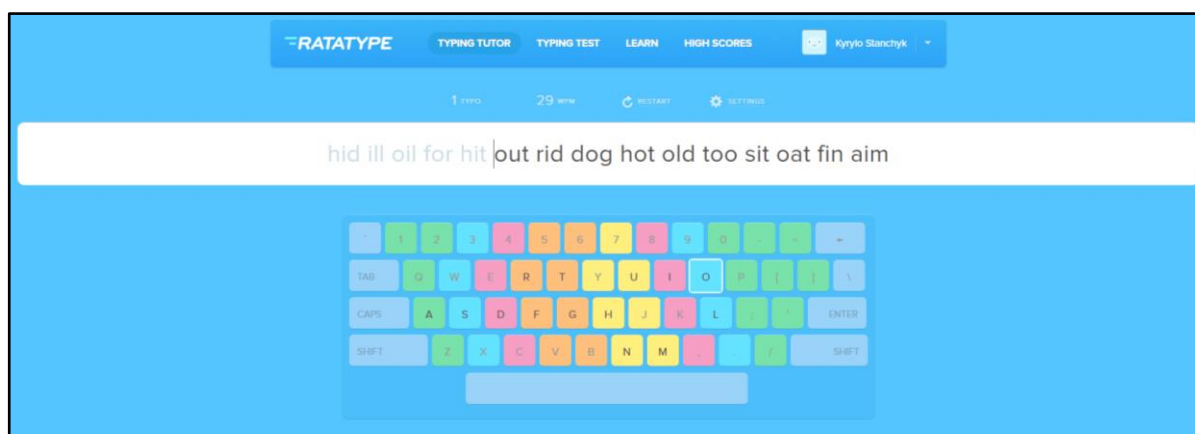 RATATYPE TYPING TUTOR TYPING TEST LEARN HIGH SCORES Kyrylo Stanchyk
1 TYPO 29 WPM RESTART SETTINGS
hid ill oil for hit out rid dog hot old too sit oat fin aim
` 1 2 3 4 5 6 7 8 9 0 -
TAB Q W E R T Y U I O P [ ] \
CAPS A S D F G H J K L ; ' ENTER
SHIFT Z X C V B N M , . / SHIFT